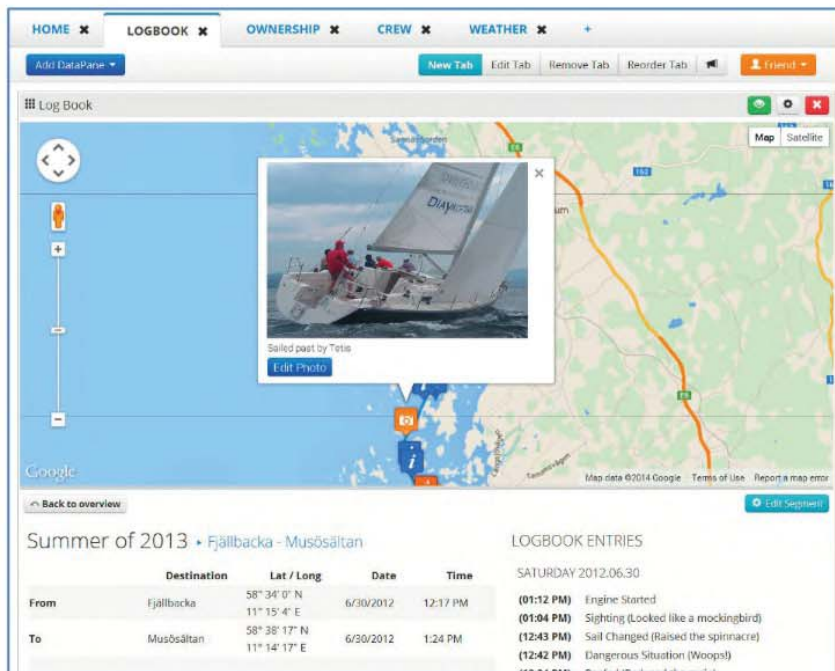 HOME ✖ LOGBOOK ✖ OWNERSHIP ✖ CREW ✖ WEATHER ✖ +
Add DataPane New Tab Edit Tab Remove Tab Reorder Tab Friend
Log Book
Map Satellite
E6
163
DIAY
Sailed past by Tetis
Edit Photo
E6
Tanumsvägen
Google Map data ©2014 Google Terms of Use Report a map error
Back to overview Edit Segment
Summer of 2013 • Fjällbacka - Musösältan
Destination Lat / Long Date Time
From Fjällbacka 58° 34' 0" N 11° 15' 4" E 6/30/2012 12:17 PM
To Musösältan 58° 38' 17" N 11° 14' 17" E 6/30/2012 1:24 PM
LOGBOOK ENTRIES
SATURDAY 2012.06.30
(01:12 PM) Engine Started
(01:04 PM) Sighting (Looked like a mockingbird)
(12:43 PM) Sail Changed (Raised the spinnacre)
(12:42 PM) Dangerous Situation (Woops!)